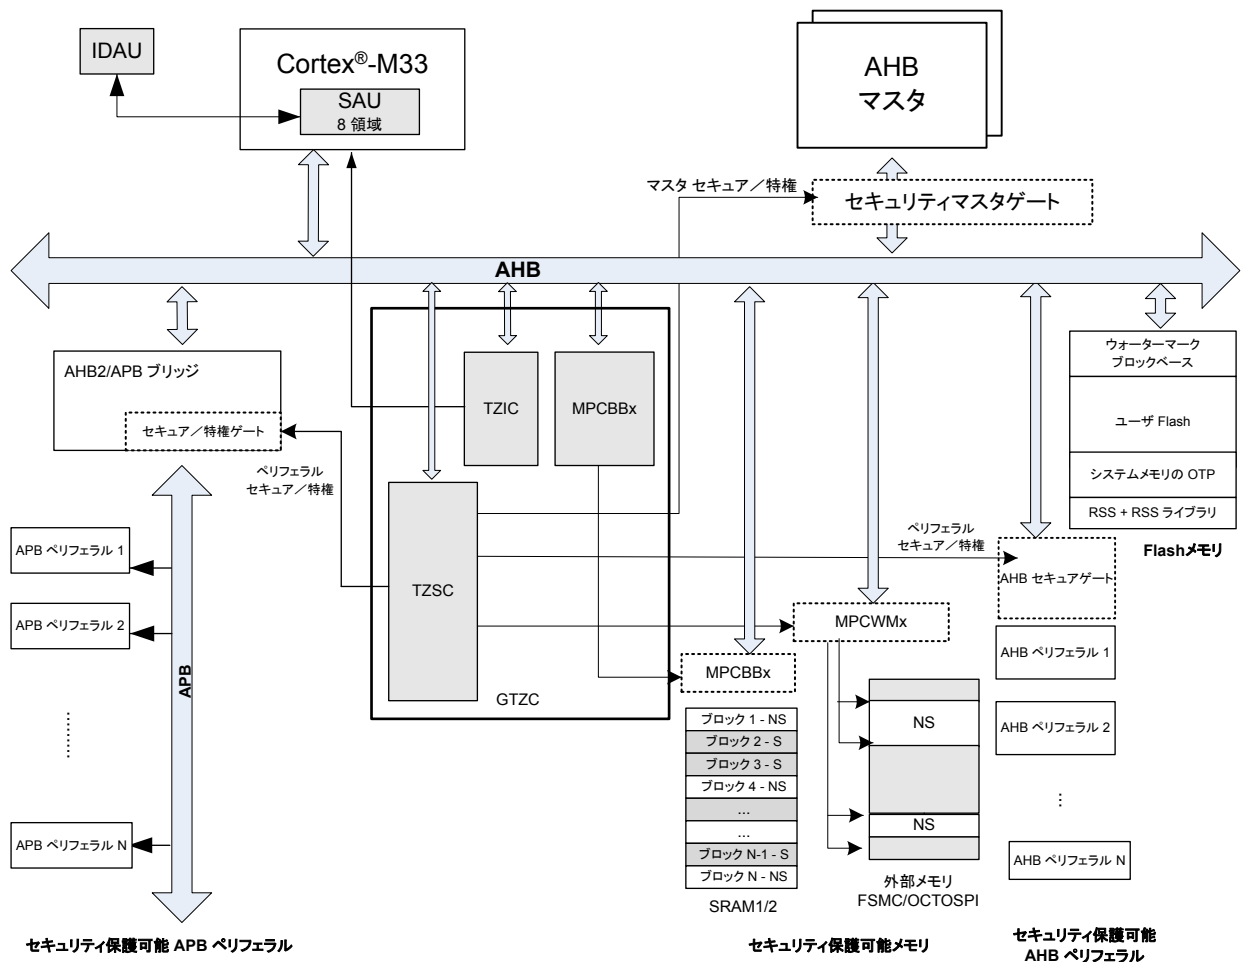 IDAU
Cortex®-M33
SAU
8 領域
AHB
マスタ
マスタ セキュア／特権
セキュリティマスタゲート
AHB
AHB2/APB ブリッジ
セキュア／特権ゲート
ペリフェラル
セキュア／特権
TZIC
MPCBBx
TZSC
GTZC
ウォーターマーク
ブロックベース
ユーザ Flash
システムメモリの OTP
RSS + RSS ライブラリ
Flashメモリ
ペリフェラル
セキュア／特権
AHB セキュアゲート
MPCWMx
MPCBBx
APB ペリフェラル 1
APB ペリフェラル 2
........
APB ペリフェラル N
APB
ブロック 1 - NS
ブロック 2 - S
ブロック 3 - S
ブロック 4 - NS
...
...
ブロック N-1 - S
ブロック N - NS
SRAM1/2
NS
NS
外部メモリ
FSMC/OCTOSPI
AHB ペリフェラル 1
AHB ペリフェラル 2
...
AHB ペリフェラル N
セキュリティ保護可能 APB ペリフェラル
セキュリティ保護可能メモリ
セキュリティ保護可能
AHB ペリフェラル